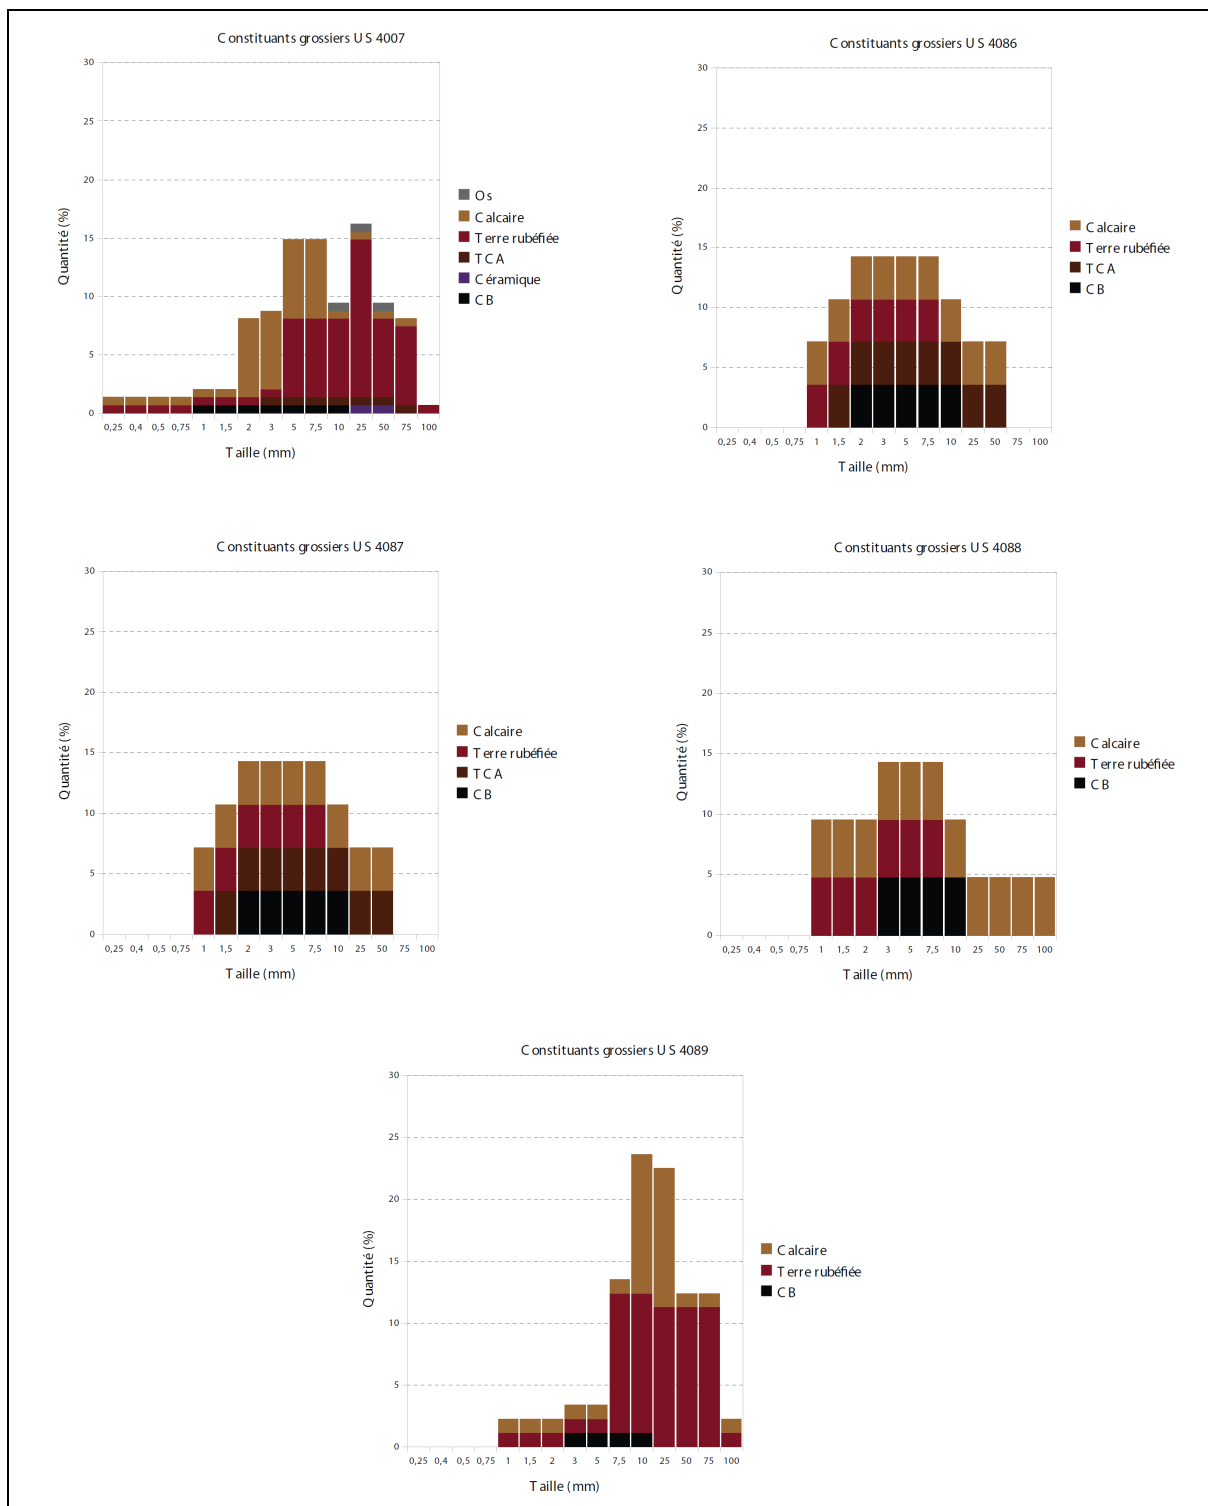 Constituants grossiers US 4007
30
25
20
15
10
5
0
Quantité (%)
0,25 0,4 0,5 0,75 1 1,5 2 3 5 7,5 10 25 50 75 100
Taille (mm)
Os
Calcaire
Terre rubéfiée
TCA
Céramique
CB
Constituants grossiers US 4086
30
25
20
15
10
5
0
Quantité (%)
0,25 0,4 0,5 0,75 1 1,5 2 3 5 7,5 10 25 50 75 100
Taille (mm)
Calcaire
Terre rubéfiée
TCA
CB
Constituants grossiers US 4087
30
25
20
15
10
5
0
Quantité (%)
0,25 0,4 0,5 0,75 1 1,5 2 3 5 7,5 10 25 50 75 100
Taille (mm)
Calcaire
Terre rubéfiée
TCA
CB
Constituants grossiers US 4088
30
25
20
15
10
5
0
Quantité (%)
0,25 0,4 0,5 0,75 1 1,5 2 3 5 7,5 10 25 50 75 100
Taille (mm)
Calcaire
Terre rubéfiée
CB
Constituants grossiers US 4089
30
25
20
15
10
5
0
Quantité (%)
0,25 0,4 0,5 0,75 1 1,5 2 3 5 7,5 10 25 50 75 100
Taille (mm)
Calcaire
Terre rubéfiée
CB